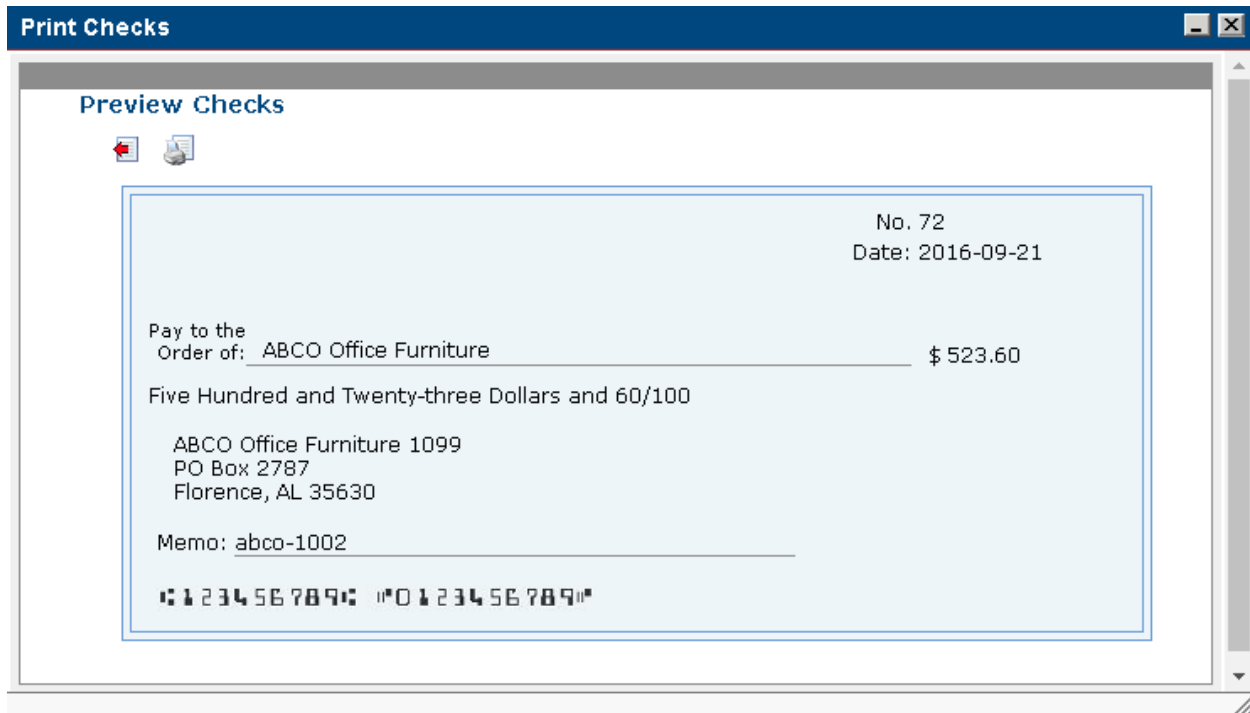 Print Checks
Preview Checks
No. 72
Date: 2016-09-21
Pay to the
Order of: ABCO Office Furniture $ 523.60
Five Hundred and Twenty-three Dollars and 60/100
ABCO Office Furniture 1099
PO Box 2787
Florence, AL 35630
Memo: abco-1002
⑆123456789⑆ ⑈0123456789⑈